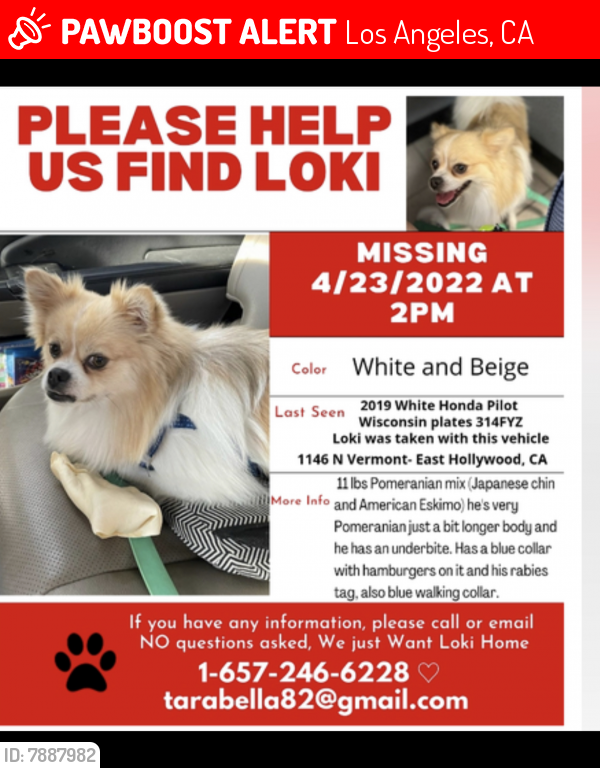 PAWBOOST ALERT Los Angeles, CA
PLEASE HELP
US FIND LOKI
MISSING
4/23/2022 AT
2PM
Color White and Beige
Last Seen 2019 White Honda Pilot
Wisconsin plates 314FYZ
Loki was taken with this vehicle
1146 N Vermont- East Hollywood, CA
More Info 11 lbs Pomeranian mix (Japanese chin
and American Eskimo) he's very
Pomeranian just a bit longer body and
he has an underbite. Has a blue collar
with hamburgers on it and his rabies
tag, also blue walking collar.
If you have any information, please call or email
NO questions asked, We just Want Loki Home
1-657-246-6228 ♡
tarabella82@gmail.com
ID: 7887982